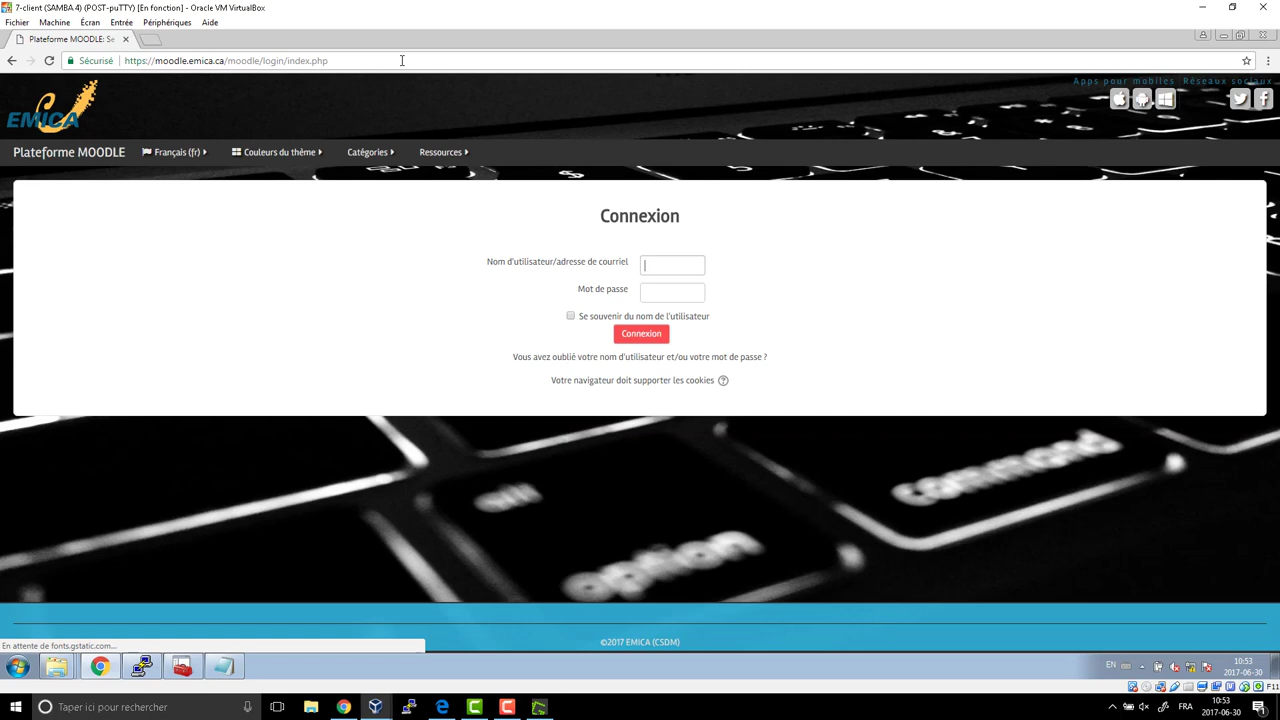 7-client (SAMBA 4) (POST-puTTY) [En fonction] - Oracle VM VirtualBox
Fichier Machine Écran Entrée Périphériques Aide
Plateforme MOODLE: Se
Sécurisé https://moodle.emica.ca/moodle/login/index.php
Apps pour mobiles Réseaux sociaux
EMICA
Plateforme MOODLE Français (fr) Couleurs du thème Catégories Ressources
Connexion
Nom d'utilisateur/adresse de courriel
Mot de passe
Se souvenir du nom de l'utilisateur
Connexion
Vous avez oublié votre nom d'utilisateur et/ou votre mot de passe ?
Votre navigateur doit supporter les cookies
command
option
©2017 EMICA (CSDM)
En attente de fonts.gstatic.com...
EN 10:53
2017-06-30
F11
Taper ici pour rechercher
FRA 10:53
2017-06-30